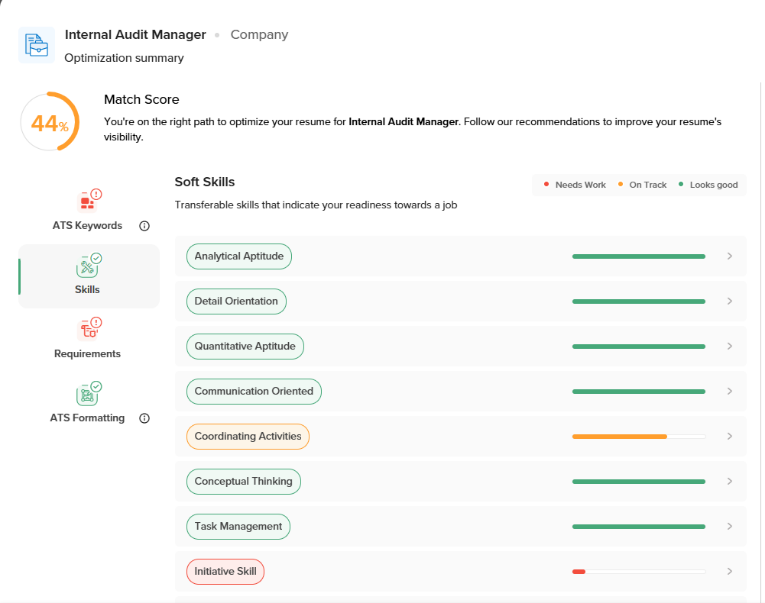 Internal Audit Manager • Company
Optimization summary
44%
Match Score
You're on the right path to optimize your resume for Internal Audit Manager. Follow our recommendations to improve your resume's
visibility.
ATS Keywords
Skills
Requirements
ATS Formatting
Soft Skills
Needs Work
On Track
Looks good
Transferable skills that indicate your readiness towards a job
Analytical Aptitude
Detail Orientation
Quantitative Aptitude
Communication Oriented
Coordinating Activities
Conceptual Thinking
Task Management
Initiative Skill